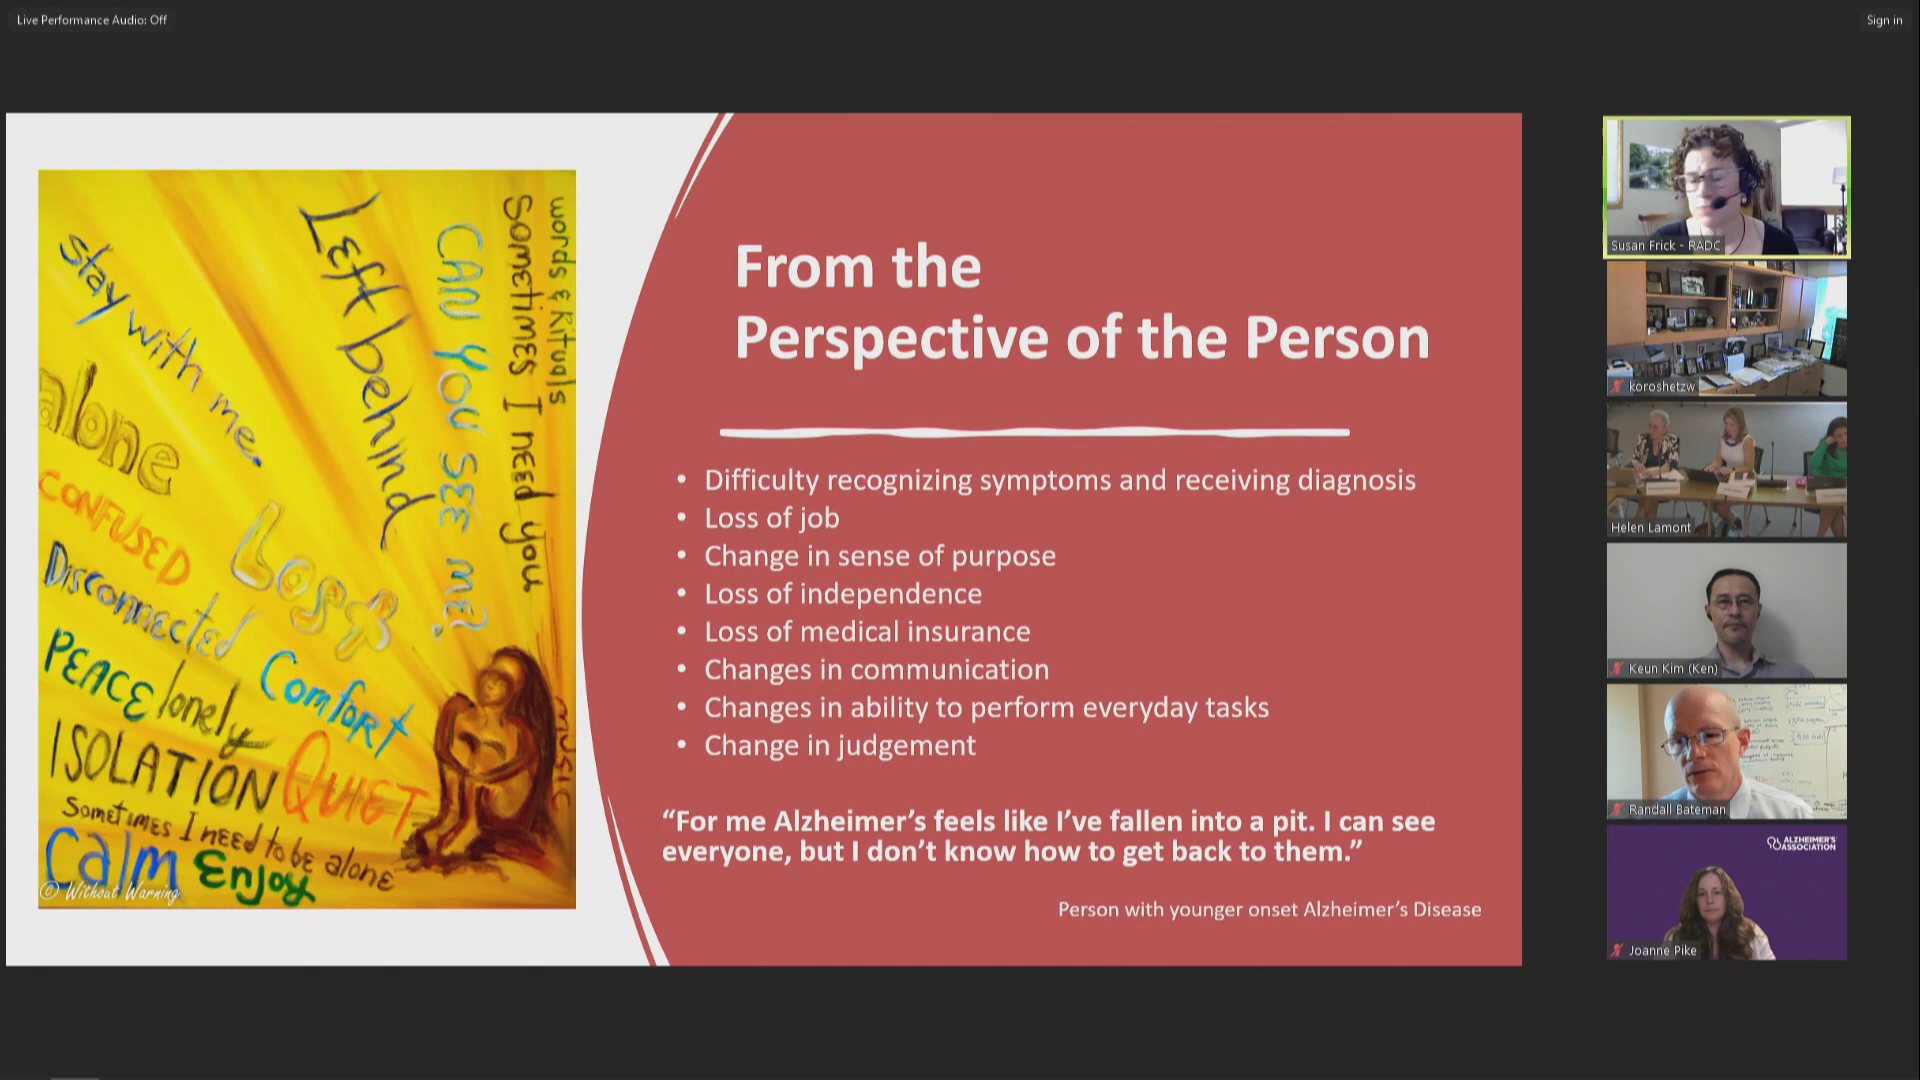 Live Performance Audio: Off
Sign in
words & Rituals
Sometimes I need you
CAN YOU SEE ME?
Left behind
Stay with me.
alone
CONFUSED
Lost
Disconnected
PEACE
lonely
Comfort
ISOLATION
QUIET
Sometimes I need to be alone
Calm
Enjoy
© Without Warning
From the
Perspective of the Person
• Difficulty recognizing symptoms and receiving diagnosis
• Loss of job
• Change in sense of purpose
• Loss of independence
• Loss of medical insurance
• Changes in communication
• Changes in ability to perform everyday tasks
• Change in judgement
“For me Alzheimer’s feels like I’ve fallen into a pit. I can see
everyone, but I don’t know how to get back to them.”
Person with younger onset Alzheimer’s Disease
Susan Frick - RADC
koroshetzw
Helen Lamont
Keun Kim (Ken)
Randall Bateman
ALZHEIMER'S
ASSOCIATION
Joanne Pike